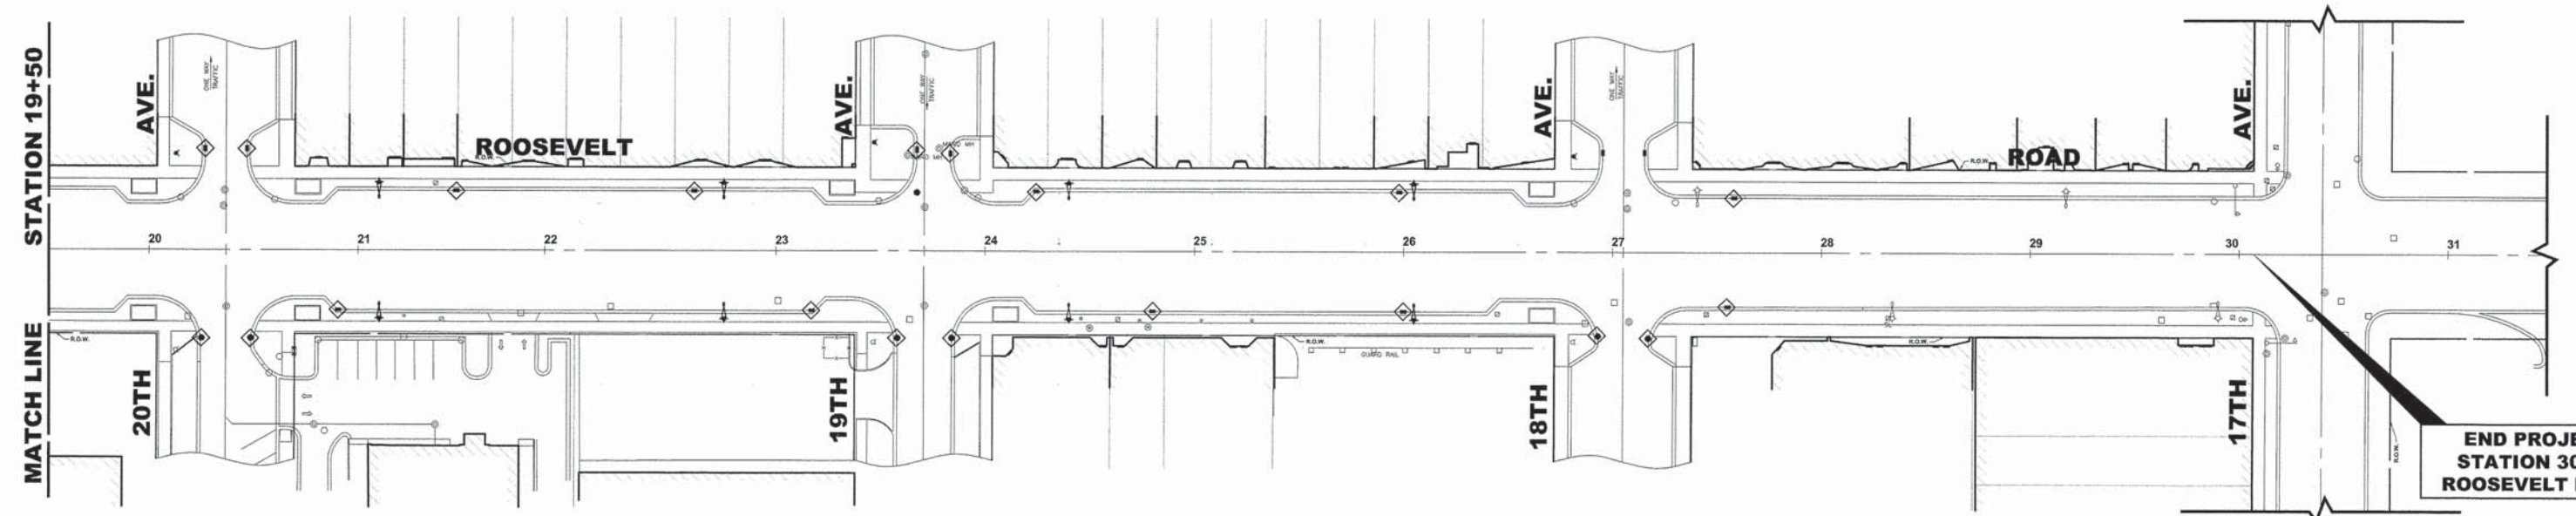 MATCH LINE STATION 19+50
20TH AVE.
ONE WAY
TRAFFIC
ROOSEVELT
R.O.W.
19TH AVE.
ONE WAY
TRAFFIC
18TH AVE.
ONE WAY
TRAFFIC
R.O.W.
ROAD
17TH AVE.
20 21 22 23 24 25 26 27 28 29 30 31
R.O.W.
R.O.W.
GUARD RAIL
R.O.W.
R.O.W.
END PROJE
STATION 30
ROOSEVELT